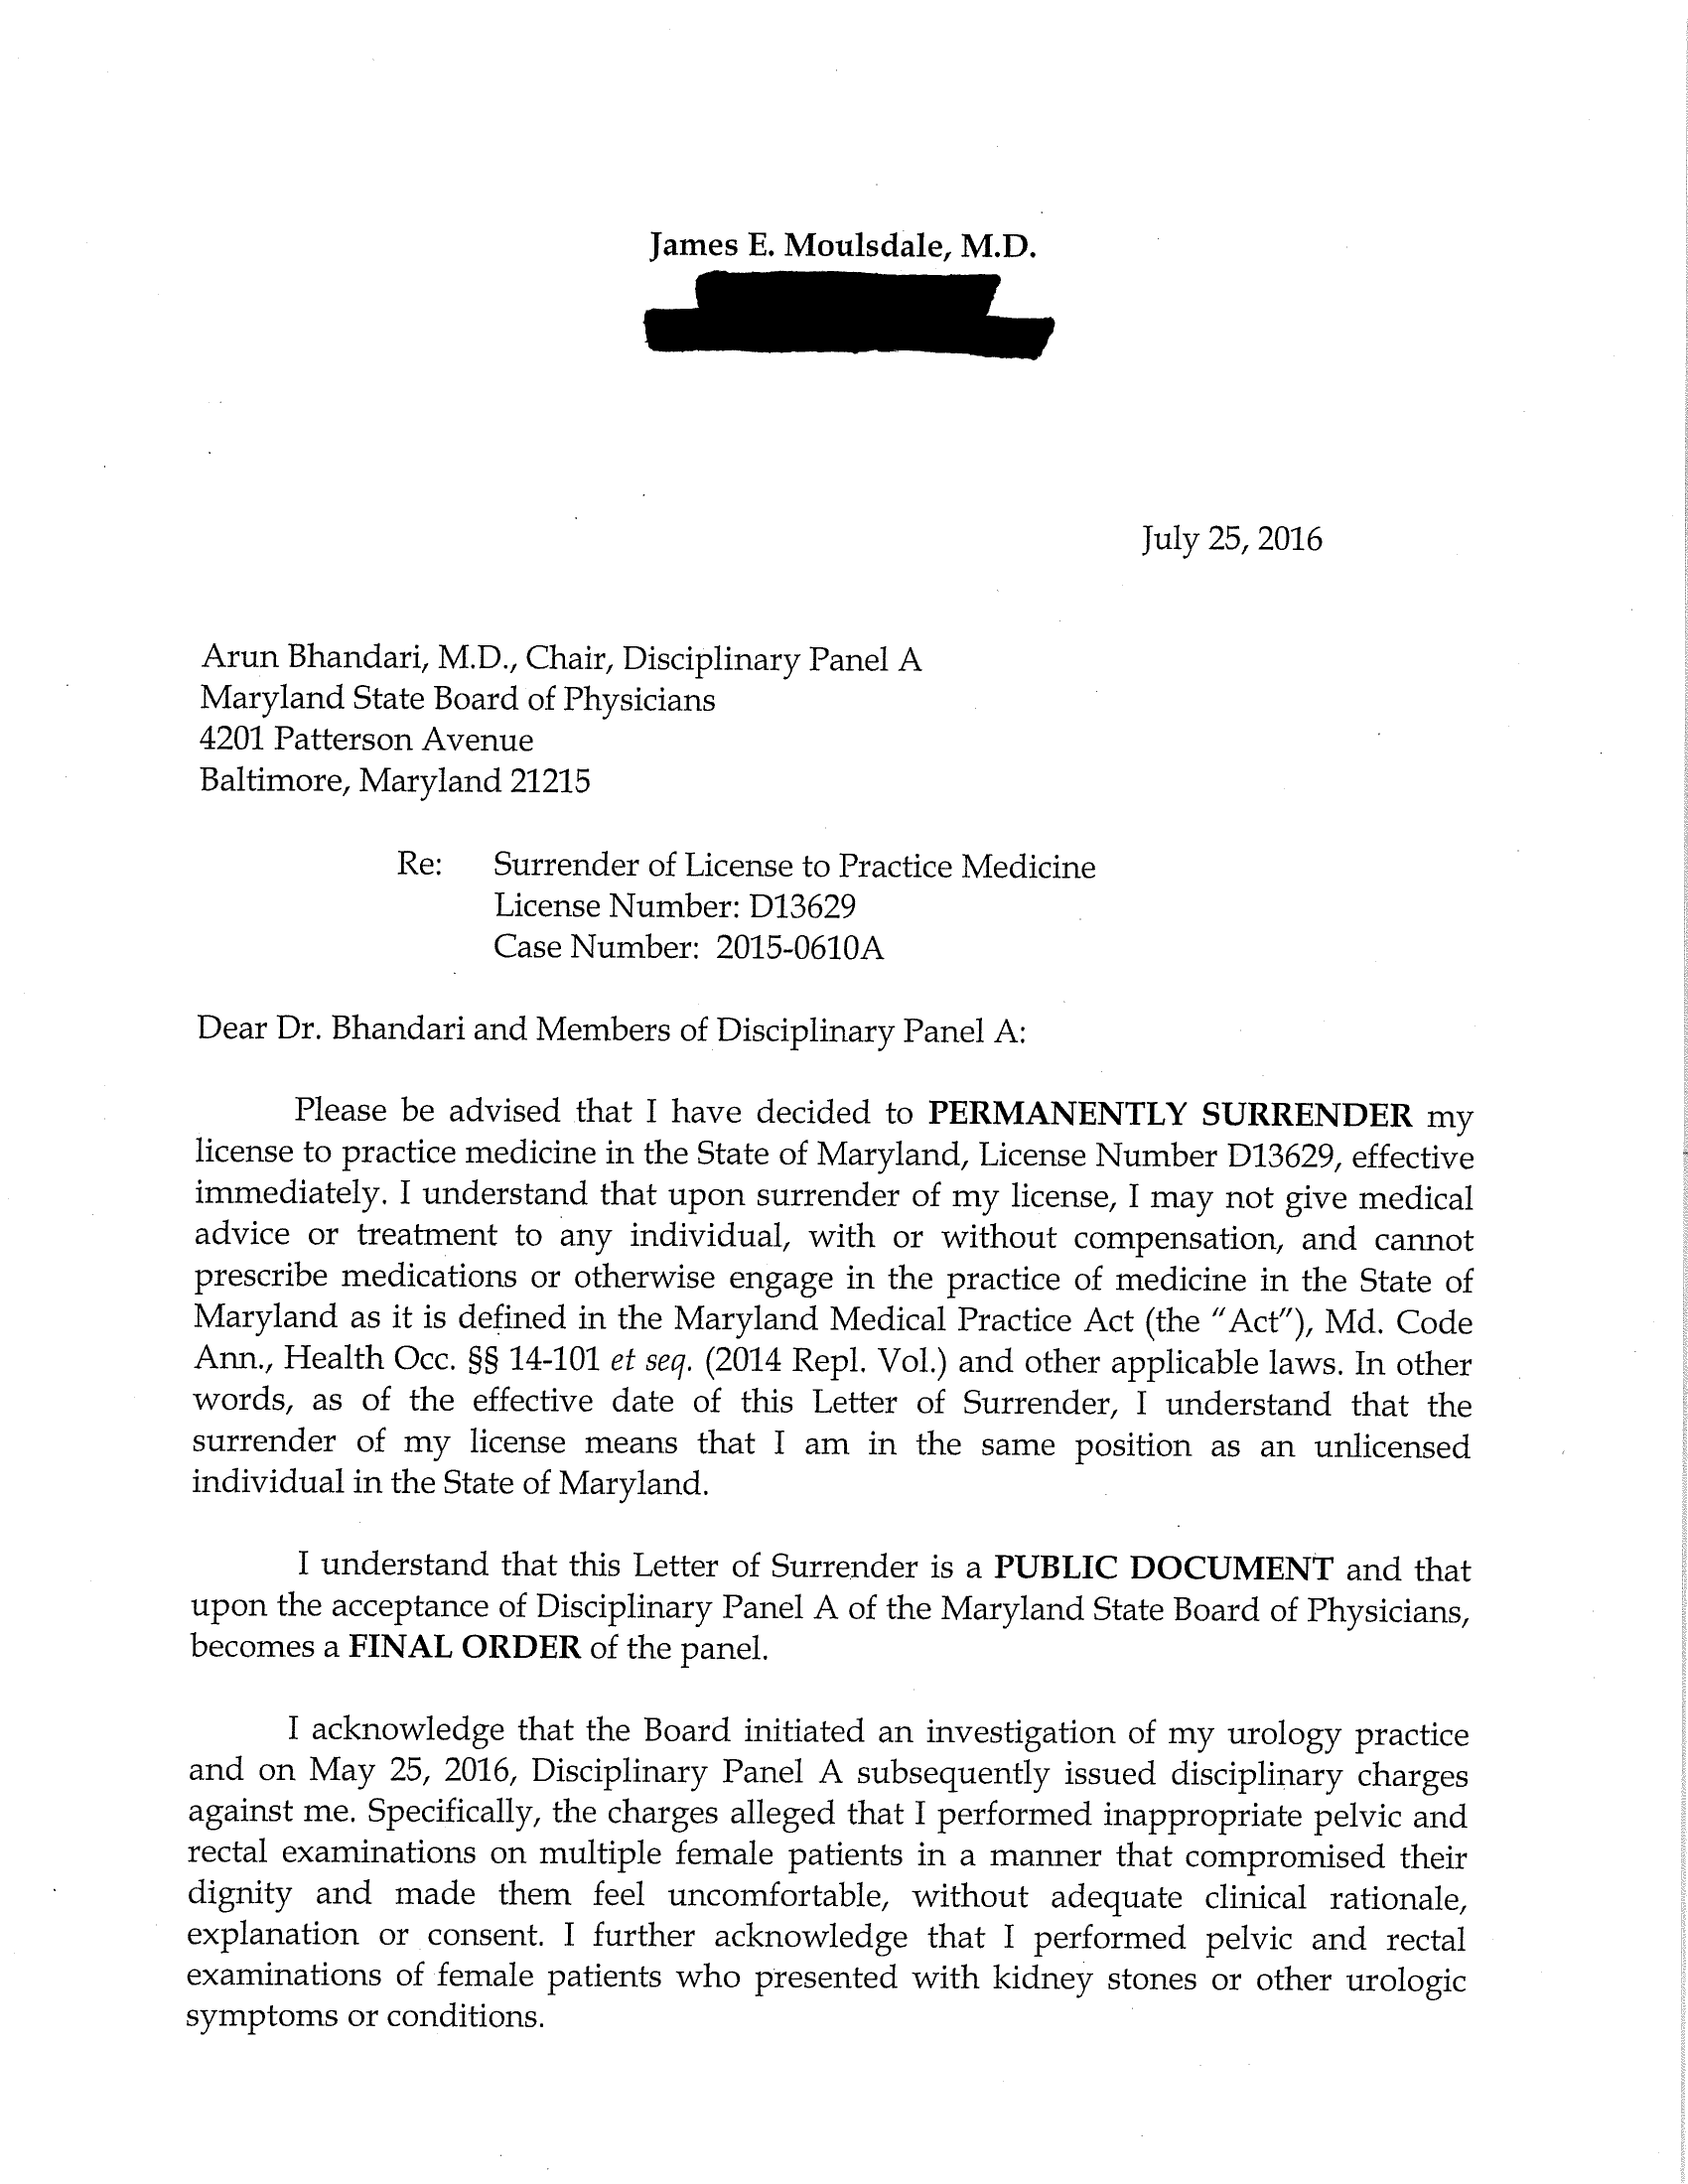 James E. Moulsdale, M.D.
July 25, 2016
Arun Bhandari, M.D., Chair, Disciplinary Panel A
Maryland State Board of Physicians
4201 Patterson Avenue
Baltimore, Maryland 21215
Re: Surrender of License to Practice Medicine
License Number: D13629
Case Number: 2015-0610A
Dear Dr. Bhandari and Members of Disciplinary Panel A:
Please be advised that I have decided to PERMANENTLY SURRENDER my
license to practice medicine in the State of Maryland, License Number D13629, effective
immediately. I understand that upon surrender of my license, I may not give medical
advice or treatment to any individual, with or without compensation, and cannot
prescribe medications or otherwise engage in the practice of medicine in the State of
Maryland as it is defined in the Maryland Medical Practice Act (the "Act"), Md. Code
Ann., Health Occ. §§ 14-101 et seq. (2014 Repl. Vol.) and other applicable laws. In other
words, as of the effective date of this Letter of Surrender, I understand that the
surrender of my license means that I am in the same position as an unlicensed
individual in the State of Maryland.
I understand that this Letter of Surrender is a PUBLIC DOCUMENT and that
upon the acceptance of Disciplinary Panel A of the Maryland State Board of Physicians,
becomes a FINAL ORDER of the panel.
I acknowledge that the Board initiated an investigation of my urology practice
and on May 25, 2016, Disciplinary Panel A subsequently issued disciplinary charges
against me. Specifically, the charges alleged that I performed inappropriate pelvic and
rectal examinations on multiple female patients in a manner that compromised their
dignity and made them feel uncomfortable, without adequate clinical rationale,
explanation or consent. I further acknowledge that I performed pelvic and rectal
examinations of female patients who presented with kidney stones or other urologic
symptoms or conditions.